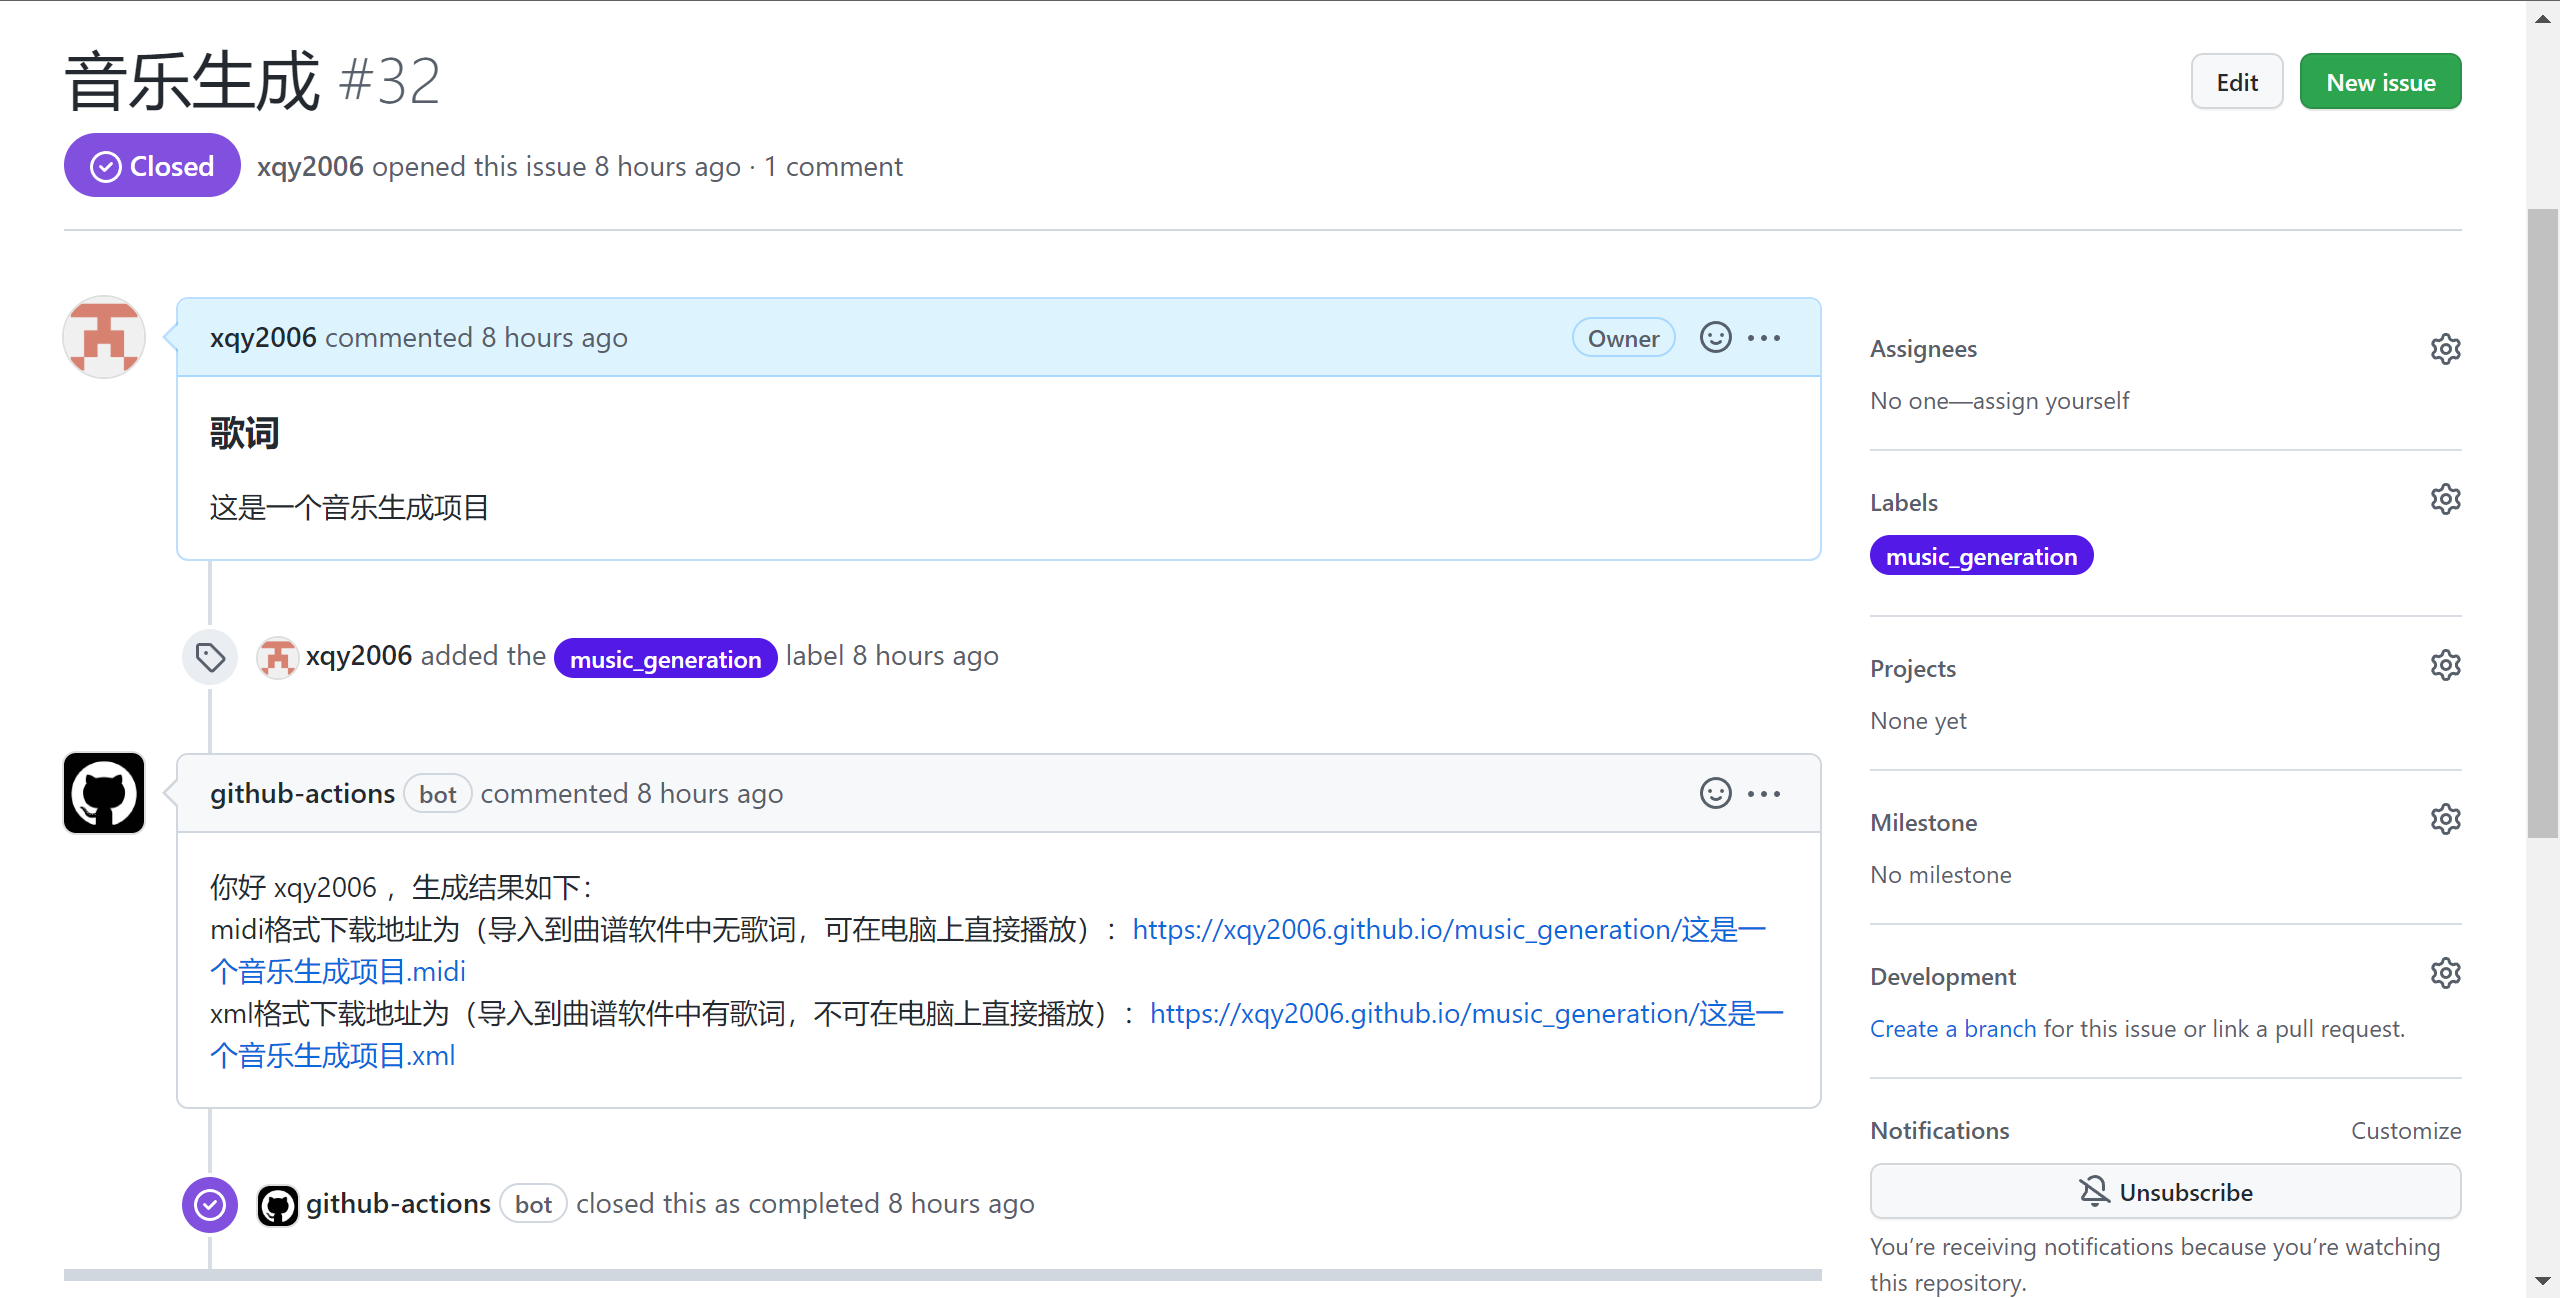 音乐生成 #32
Edit
New issue
Closed
xqy2006 opened this issue 8 hours ago · 1 comment
xqy2006 commented 8 hours ago
Owner
歌词
这是一个音乐生成项目
xqy2006 added the music_generation label 8 hours ago
github-actions bot commented 8 hours ago
你好 xqy2006 ，生成结果如下：
midi格式下载地址为（导入到曲谱软件中无歌词，可在电脑上直接播放）：https://xqy2006.github.io/music_generation/这是一
个音乐生成项目.midi
xml格式下载地址为（导入到曲谱软件中有歌词，不可在电脑上直接播放）：https://xqy2006.github.io/music_generation/这是一
个音乐生成项目.xml
github-actions bot closed this as completed 8 hours ago
Assignees
No one—assign yourself
Labels
music_generation
Projects
None yet
Milestone
No milestone
Development
Create a branch for this issue or link a pull request.
Notifications
Customize
Unsubscribe
You’re receiving notifications because you’re watching
this repository.